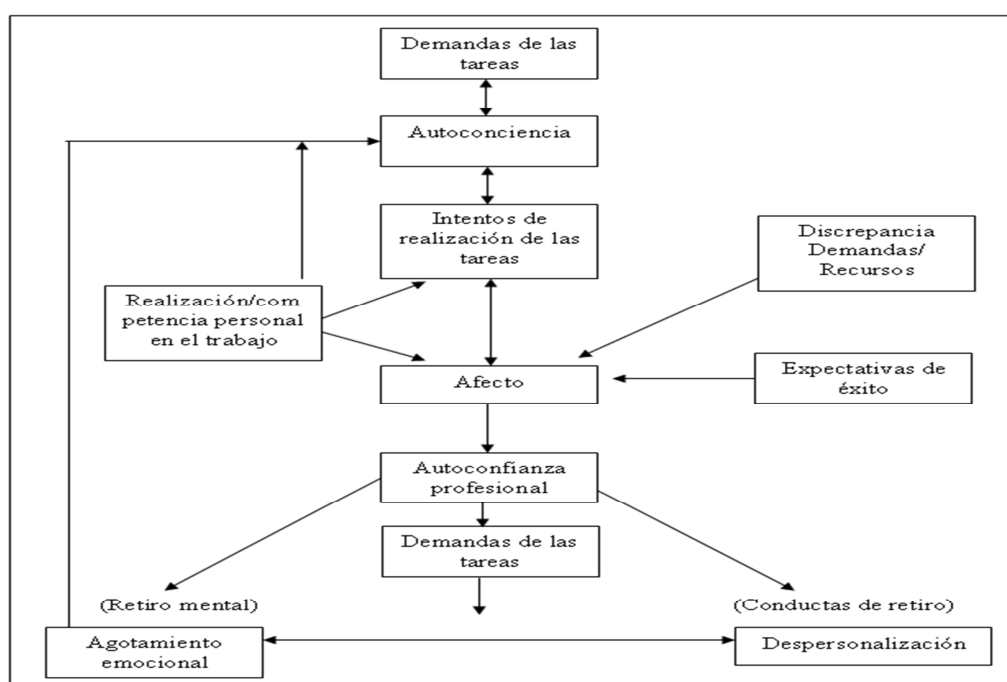 Demandas de las
tareas
Autoconciencia
Intentos de
realización de las
tareas
Discrepancia
Demandas/
Recursos
Realización/com
petencia personal
en el trabajo
Afecto
Expectativas de
éxito
Autoconfianza
profesional
Demandas de las
tareas
(Retiro mental)
(Conductas de retiro)
Agotamiento
emocional
Despersonalización